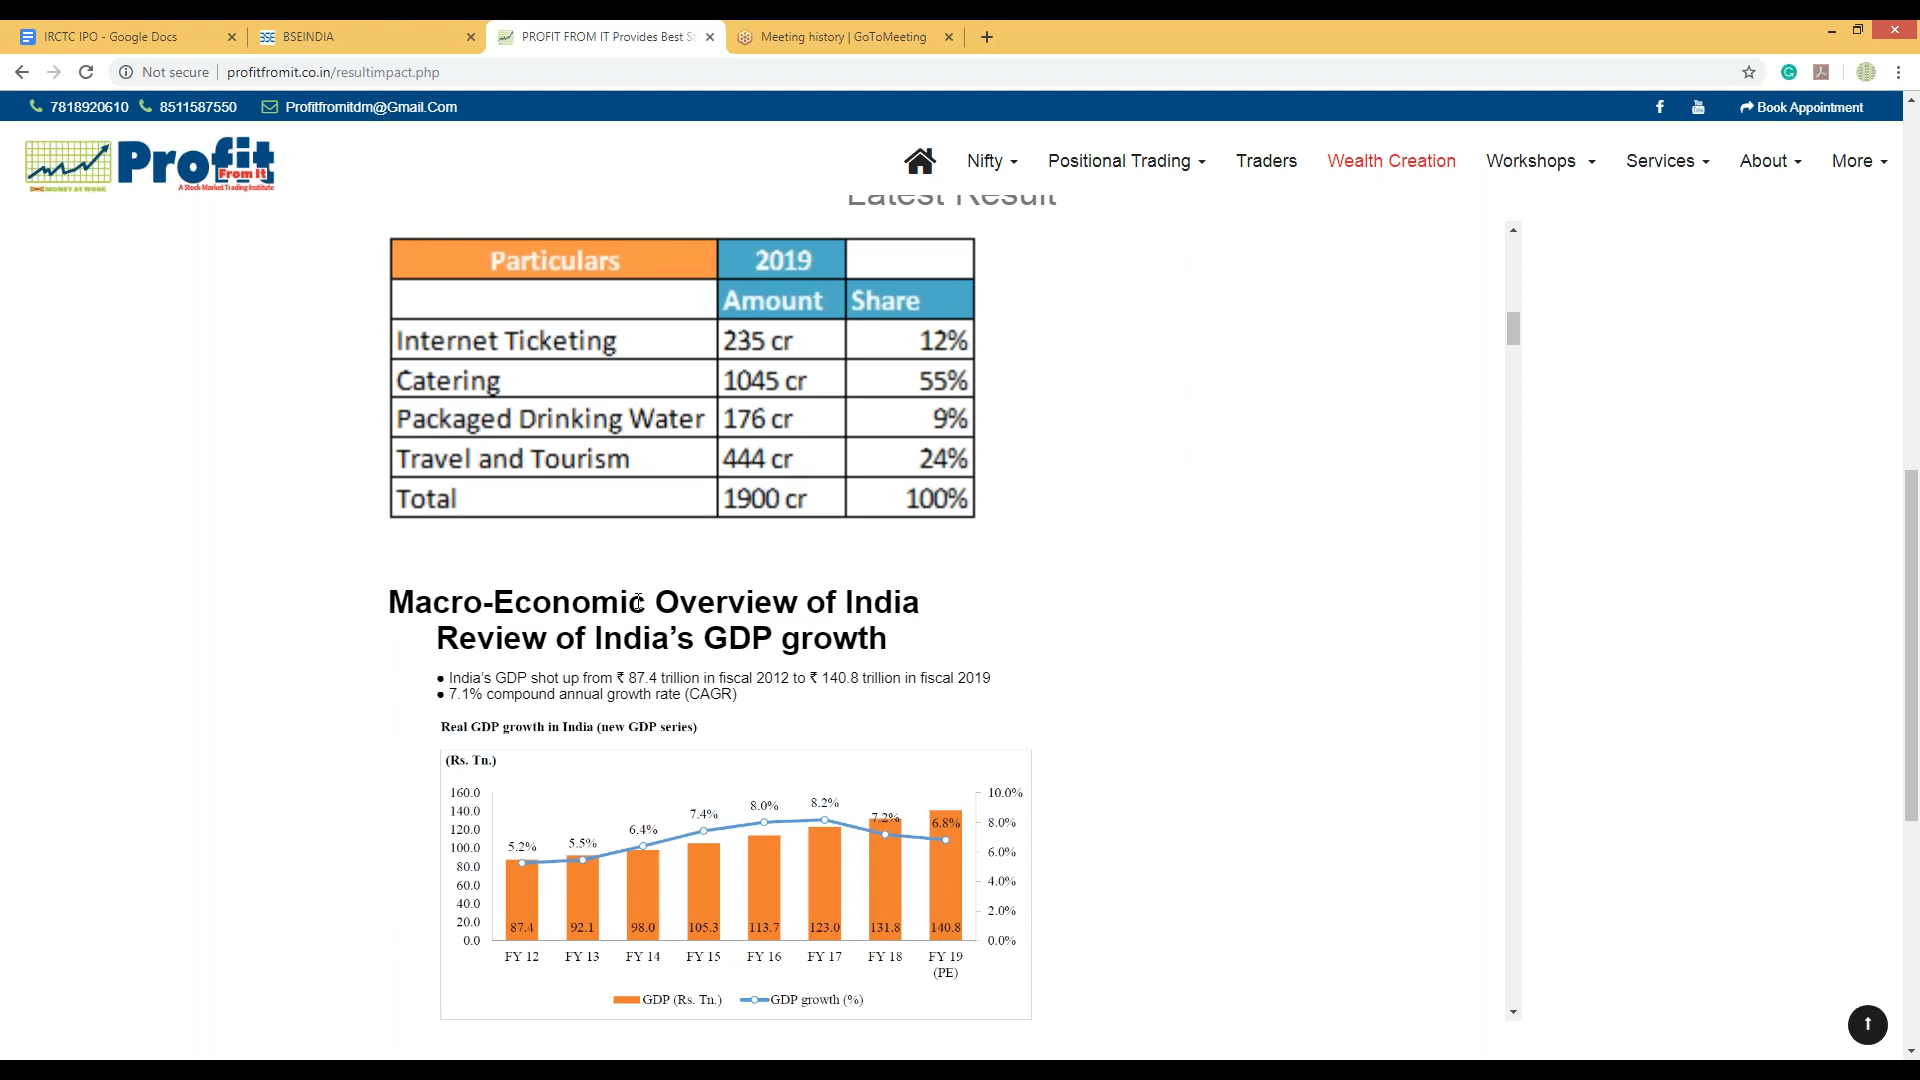 IRCTC IPO - Google Docs
BSEINDIA
PROFIT FROM IT Provides Best S
Meeting history | GoToMeeting
Not secure
profitfromit.co.in/resultimpact.php
7818920610
8511587550
Profitfromitdm@Gmail.Com
Book Appointment
Profit
From It
MONEY AT WORK
A Stock Market Trading Institute
Nifty
Positional Trading
Traders
Wealth Creation
Workshops
Services
About
More
Latest Result
Particulars 2019
Amount Share
Internet Ticketing 235 cr 12%
Catering 1045 cr 55%
Packaged Drinking Water 176 cr 9%
Travel and Tourism 444 cr 24%
Total 1900 cr 100%
Macro-Economic Overview of India
Review of India’s GDP growth
● India's GDP shot up from ₹ 87.4 trillion in fiscal 2012 to ₹ 140.8 trillion in fiscal 2019
● 7.1% compound annual growth rate (CAGR)
Real GDP growth in India (new GDP series)
(Rs. Tn.)
160.0
140.0
120.0
100.0
80.0
60.0
40.0
20.0
0.0
5.2% 5.5% 6.4% 7.4% 8.0% 8.2% 7.2% 6.8%
87.4 92.1 98.0 105.3 113.7 123.0 131.8 140.8
10.0%
8.0%
6.0%
4.0%
2.0%
0.0%
FY 12 FY 13 FY 14 FY 15 FY 16 FY 17 FY 18 FY 19
(PE)
GDP (Rs. Tn.) GDP growth (%)